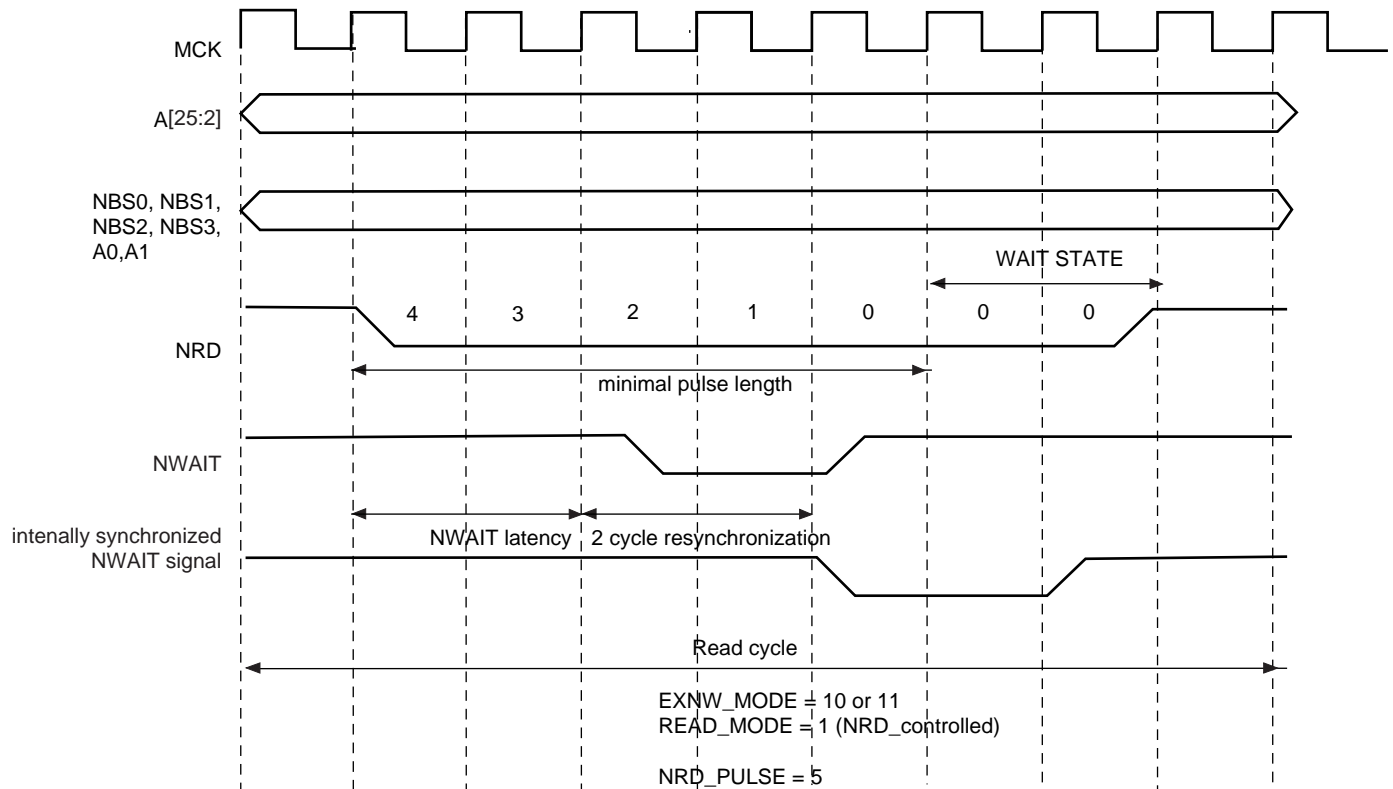 MCK
A[25:2]
NBS0, NBS1,
NBS2, NBS3,
A0,A1
WAIT STATE
4 3 2 1 0 0 0
NRD
minimal pulse length
NWAIT
NWAIT latency 2 cycle resynchronization
intenally synchronized
NWAIT signal
Read cycle
EXNW_MODE = 10 or 11
READ_MODE = 1 (NRD_controlled)
NRD_PULSE = 5